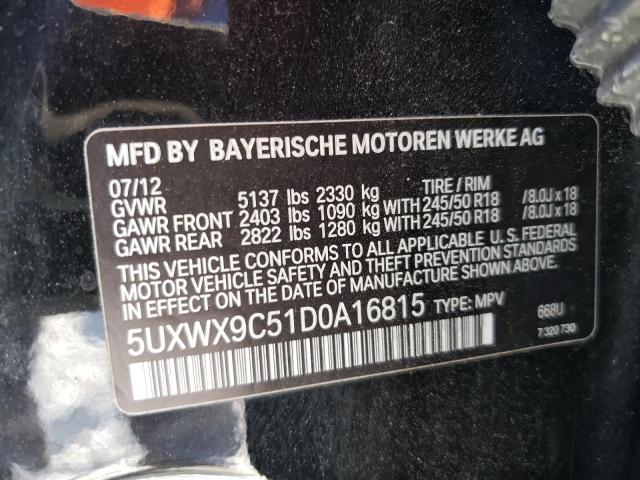 MFD BY BAYERISCHE MOTOREN WERKE AG
07/12 TIRE / RIM
GVWR 5137 lbs 2330 kg
GAWR FRONT 2403 lbs 1090 kg WITH 245/50 R18 /8.0J x 18
GAWR REAR 2822 lbs 1280 kg WITH 245/50 R18 /8.0J x 18
THIS VEHICLE CONFORMS TO ALL APPLICABLE U. S. FEDERAL
MOTOR VEHICLE SAFETY AND THEFT PREVENTION STANDARDS
IN EFFECT ON THE DATE OF MANUFACTURE SHOWN ABOVE.
5UXWX9C51D0A16815 TYPE: MPV 668U
7 320 730